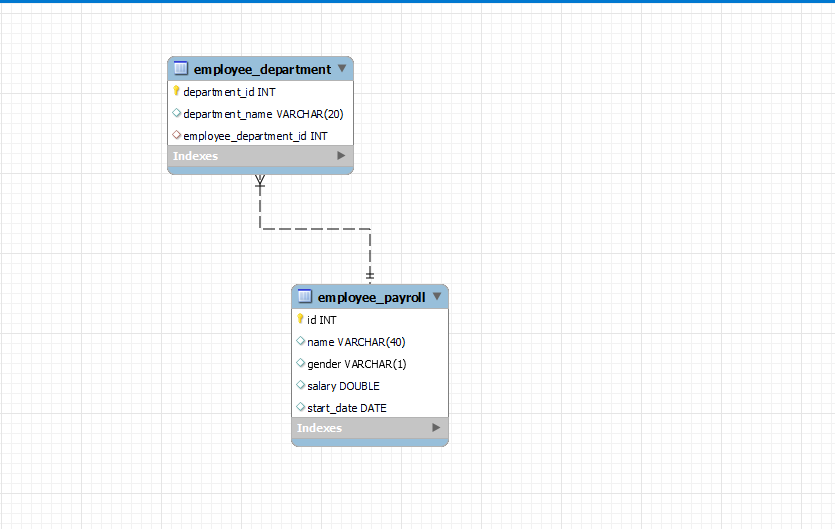 employee_department
department_id INT
department_name VARCHAR(20)
employee_department_id INT
Indexes
employee_payroll
id INT
name VARCHAR(40)
gender VARCHAR(1)
salary DOUBLE
start_date DATE
Indexes